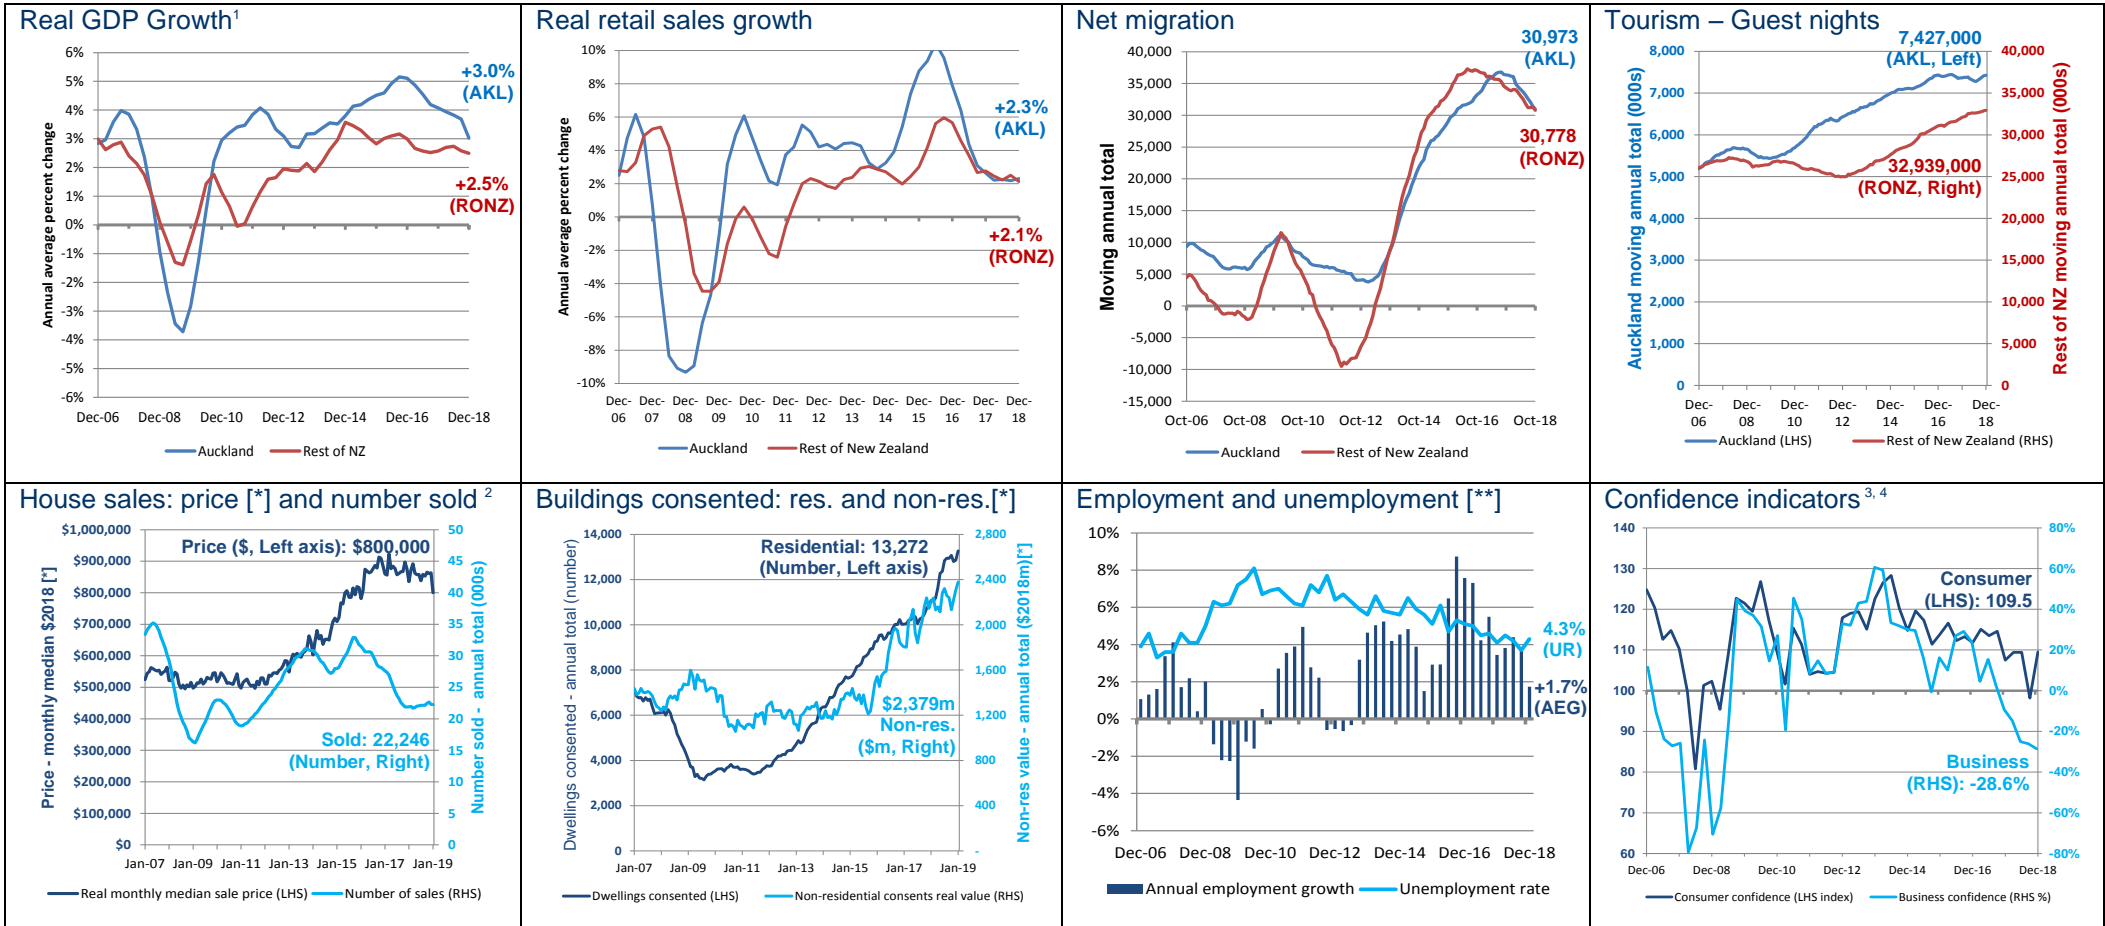 Real GDP Growth1
Annual average percent change
6%
5%
4%
3%
2%
1%
0%
-1%
-2%
-3%
-4%
-5%
-6%
+3.0%
(AKL)
+2.5%
(RONZ)
Dec-06 Dec-08 Dec-10 Dec-12 Dec-14 Dec-16 Dec-18
Auckland Rest of NZ
Real retail sales growth
Annual average percent change
10%
8%
6%
4%
2%
0%
-2%
-4%
-6%
-8%
-10%
+2.3%
(AKL)
+2.1%
(RONZ)
Dec- Dec- Dec- Dec- Dec- Dec- Dec- Dec- Dec- Dec- Dec- Dec- Dec-
06 07 08 09 10 11 12 13 14 15 16 17 18
Auckland Rest of New Zealand
Net migration
Moving annual total
40,000
35,000
30,000
25,000
20,000
15,000
10,000
5,000
0
-5,000
-10,000
-15,000
30,973
(AKL)
30,778
(RONZ)
Oct-06 Oct-08 Oct-10 Oct-12 Oct-14 Oct-16 Oct-18
Auckland Rest of New Zealand
Tourism – Guest nights
Auckland moving annual total (000s)
8,000
7,000
6,000
5,000
4,000
3,000
2,000
1,000
0
7,427,000
(AKL, Left)
32,939,000
(RONZ, Right)
40,000
35,000
30,000
25,000
20,000
15,000
10,000
5,000
0
Rest of NZ moving annual total (000s)
Dec- Dec- Dec- Dec- Dec- Dec- Dec-
06 08 10 12 14 16 18
Auckland (LHS) Rest of New Zealand (RHS)
House sales: price [*] and number sold 2
Price - monthly median $2018 [*]
$1,000,000
$900,000
$800,000
$700,000
$600,000
$500,000
$400,000
$300,000
$200,000
$100,000
$0
Price ($, Left axis): $800,000
Sold: 22,246
(Number, Right)
50
45
40
35
30
25
20
15
10
5
0
Number sold - annual total (000s)
Jan-07 Jan-09 Jan-11 Jan-13 Jan-15 Jan-17 Jan-19
Real monthly median sale price (LHS) Number of sales (RHS)
Buildings consented: res. and non-res.[*]
Dwellings consented - annual total (number)
14,000
12,000
10,000
8,000
6,000
4,000
2,000
0
Residential: 13,272
(Number, Left axis)
$2,379m
Non-res.
($m, Right)
2,800
2,400
2,000
1,600
1,200
800
400
-
Non-res value - annual total ($2018m)[*]
Jan-07 Jan-09 Jan-11 Jan-13 Jan-15 Jan-17 Jan-19
Dwellings consented (LHS) Non-residential consents real value (RHS)
Employment and unemployment [**]
10%
8%
6%
4%
2%
0%
-2%
-4%
-6%
4.3%
(UR)
+1.7%
(AEG)
Dec-06 Dec-08 Dec-10 Dec-12 Dec-14 Dec-16 Dec-18
Annual employment growth Unemployment rate
Confidence indicators 3, 4
140
130
120
110
100
90
80
70
60
Consumer
(LHS): 109.5
Business
(RHS): -28.6%
80%
60%
40%
20%
0%
-20%
-40%
-60%
-80%
Dec-06 Dec-08 Dec-10 Dec-12 Dec-14 Dec-16 Dec-18
Consumer confidence (LHS index) Business confidence (RHS %)